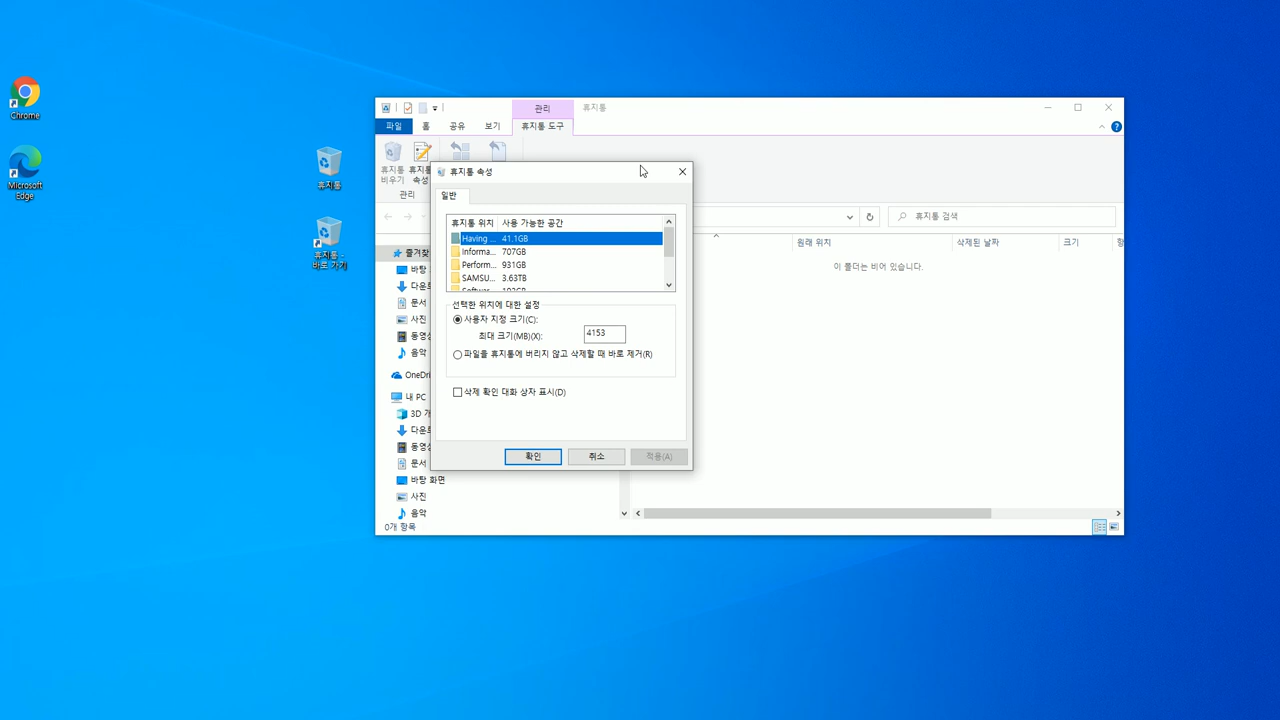 Chrome
Microsoft
Edge
휴지통
휴지통 -
바로 가기
관리
휴지통
파일
홈
공유
보기
휴지통 도구
휴지통
비우기
휴지통
속성
관리
휴지통 검색
원래 위치
삭제된 날짜
크기
이 폴더는 비어 있습니다.
즐겨찾
바탕
다운로
문서
사진
동영상
음악
OneDri
내 PC
3D 개
다운로
동영상
문서
바탕 화면
사진
음악
0개 항목
휴지통 속성
일반
휴지통 위치 사용 가능한 공간
Having ... 41.1GB
Informa... 707GB
Perform... 931GB
SAMSU... 3.63TB
선택한 위치에 대한 설정
사용자 지정 크기(C):
최대 크기(MB)(X): 4153
파일을 휴지통에 버리지 않고 삭제할 때 바로 제거(R)
삭제 확인 대화 상자 표시(D)
확인
취소
적용(A)